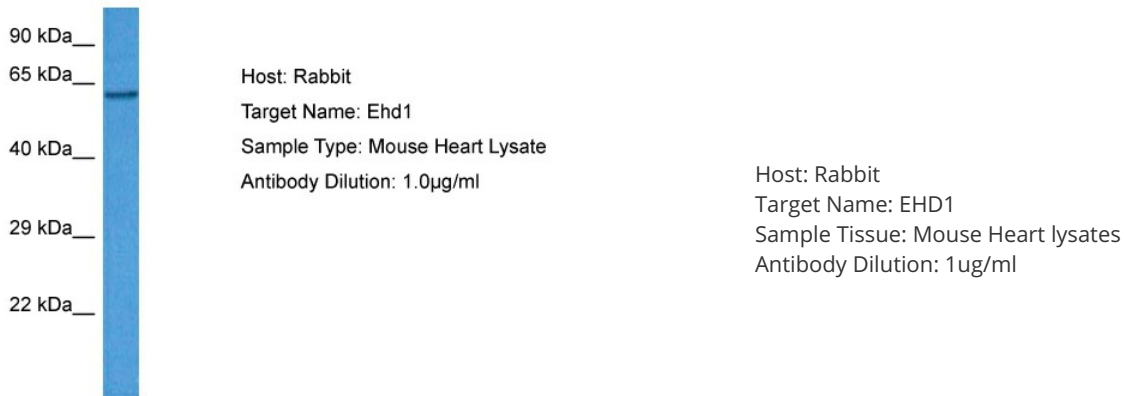 90 kDa__
65 kDa__
40 kDa__
29 kDa__
22 kDa__
Host: Rabbit
Target Name: Ehd1
Sample Type: Mouse Heart Lysate
Antibody Dilution: 1.0µg/ml
Host: Rabbit
Target Name: EHD1
Sample Tissue: Mouse Heart lysates
Antibody Dilution: 1ug/ml